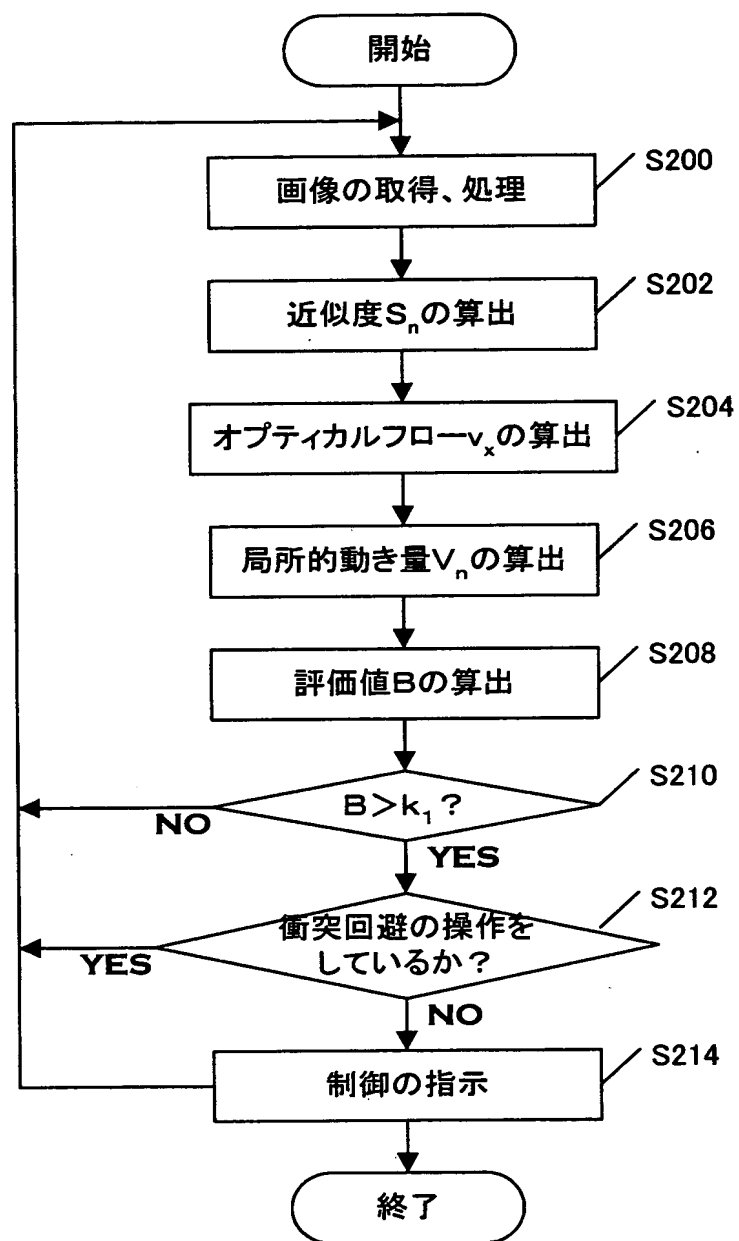 開始
画像の取得、処理
S200
近似度Snの算出
S202
オプティカルフローvxの算出
S204
局所的動き量Vnの算出
S206
評価値Bの算出
S208
B>k1?
S210
NO
YES
衝突回避の操作を
しているか?
S212
YES
NO
制御の指示
S214
終了